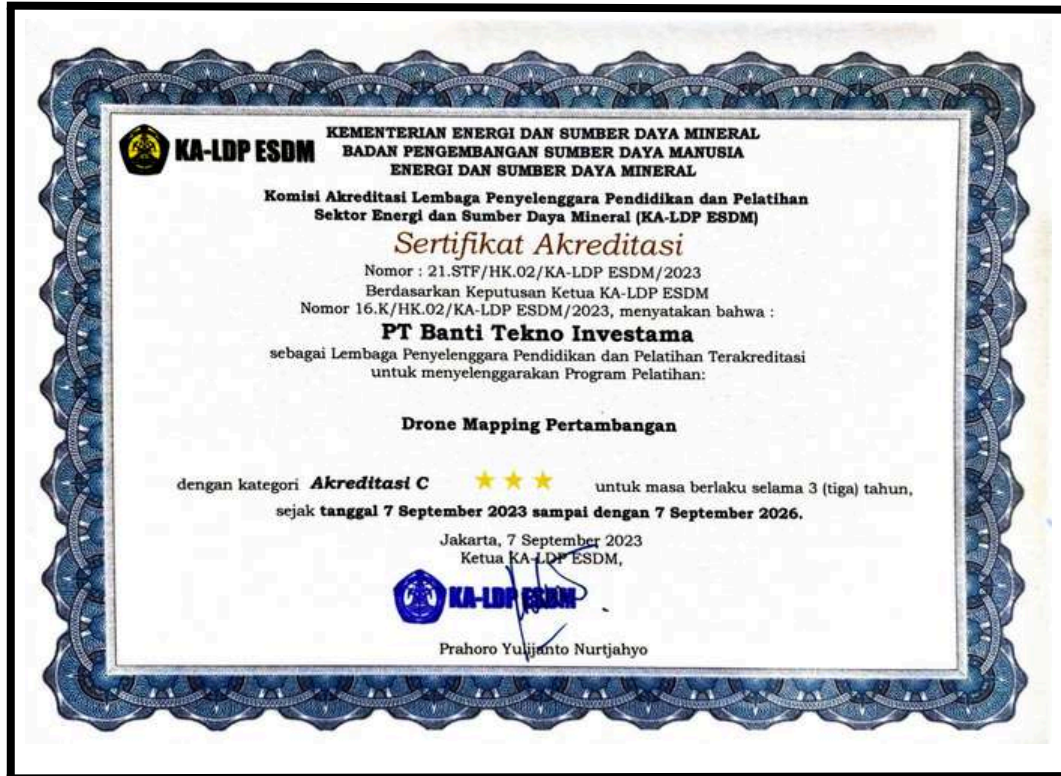 KA-LDP ESDM
KEMENTERIAN ENERGI DAN SUMBER DAYA MINERAL
BADAN PENGEMBANGAN SUMBER DAYA MANUSIA
ENERGI DAN SUMBER DAYA MINERAL
Komisi Akreditasi Lembaga Penyelenggara Pendidikan dan Pelatihan
Sektor Energi dan Sumber Daya Mineral (KA-LDP ESDM)
Sertifikat Akreditasi
Nomor : 21.STF/HK.02/KA-LDP ESDM/2023
Berdasarkan Keputusan Ketua KA-LDP ESDM
Nomor 16.K/HK.02/KA-LDP ESDM/2023, menyatakan bahwa :
PT Banti Tekno Investama
sebagai Lembaga Penyelenggara Pendidikan dan Pelatihan Terakreditasi
untuk menyelenggarakan Program Pelatihan:
Drone Mapping Pertambangan
dengan kategori Akreditasi C untuk masa berlaku selama 3 (tiga) tahun,
sejak tanggal 7 September 2023 sampai dengan 7 September 2026.
Jakarta, 7 September 2023
Ketua KA-LDP ESDM,
KA-LDP ESDM
Prahoro Yulijanto Nurtjahyo